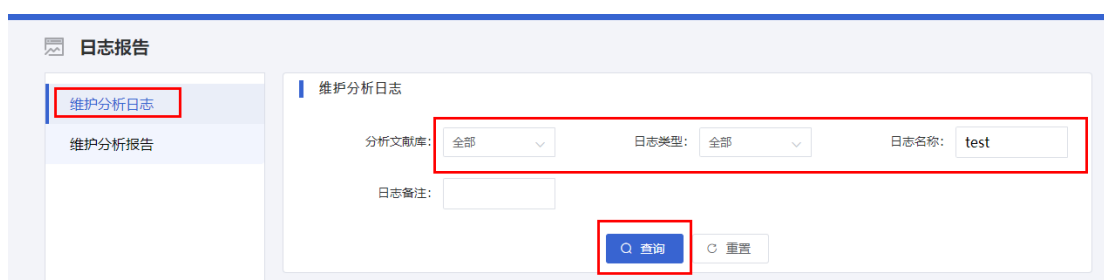 日志报告
维护分析日志
维护分析报告
维护分析日志
分析文献库： 全部 日志类型： 全部 日志名称： test
日志备注：
查询 重置